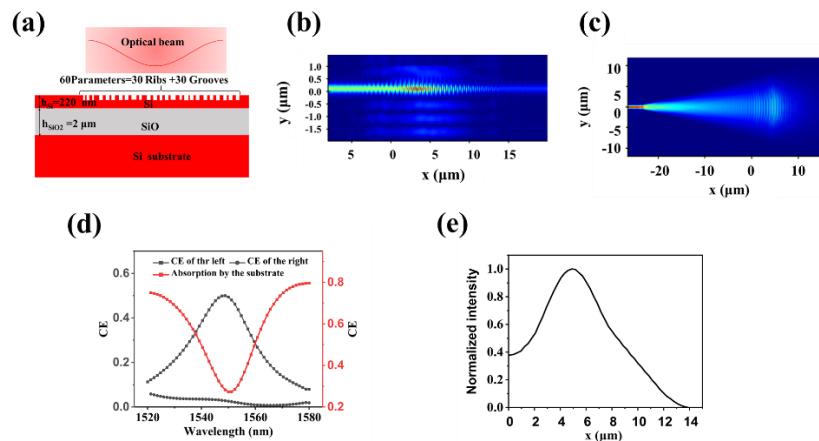 (a)
Optical beam
60Parameters=30 Ribs +30 Grooves
hSi=220 nm
Si
hSiO2=2 μm
SiO
Si substrate
(b)
1.0
0.5
0.0
-0.5
-1.0
-1.5
y (μm)
5
0
5
10
15
x (μm)
(c)
10
5
0
-5
-10
y (μm)
-20
-10
0
10
x (μm)
(d)
CE of thr left
CE of the right
Absorption by the substrate
0.6
0.4
0.2
0.0
CE
0.8
0.6
0.4
0.2
CE
1520
1540
1560
1580
Wavelength (nm)
(e)
1.0
0.8
0.6
0.4
0.2
0.0
Normalized intensity
0
2
4
6
8
10
12
14
x (μm)